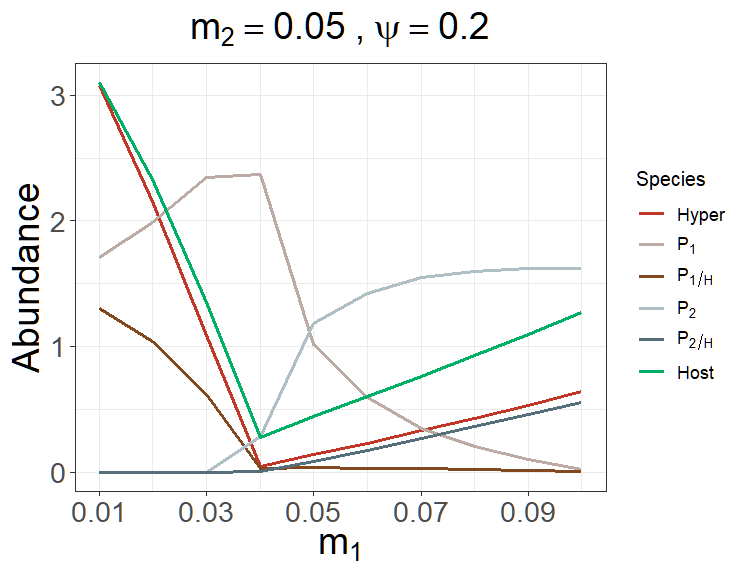 m₂ = 0.05 , ψ = 0.2
Abundance
3
2
1
0
0.01 0.03 0.05 0.07 0.09
m₁
Species
Hyper
P₁
P₁/H
P₂
P₂/H
Host